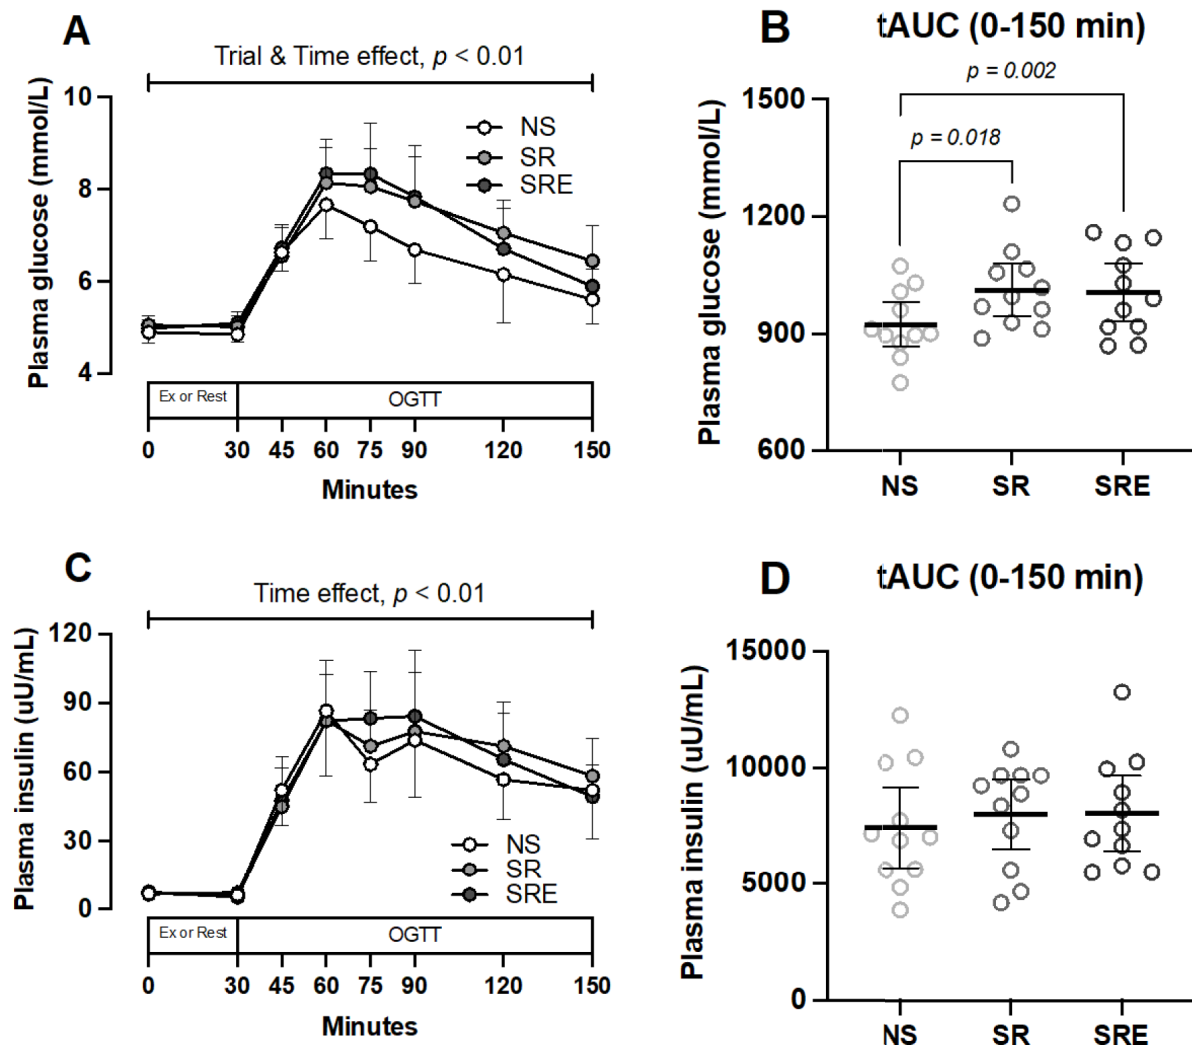 A
Trial & Time effect, p < 0.01
Plasma glucose (mmol/L)
10
8
6
4
NS
SR
SRE
Ex or Rest
OGTT
0 30 45 60 75 90 120 150
Minutes
B
tAUC (0-150 min)
p = 0.002
p = 0.018
Plasma glucose (mmol/L)
1500
1200
900
600
NS SR SRE
C
Time effect, p < 0.01
Plasma insulin (uU/mL)
120
90
60
30
0
NS
SR
SRE
Ex or Rest
OGTT
0 30 45 60 75 90 120 150
Minutes
D
tAUC (0-150 min)
Plasma insulin (uU/mL)
15000
10000
5000
0
NS SR SRE